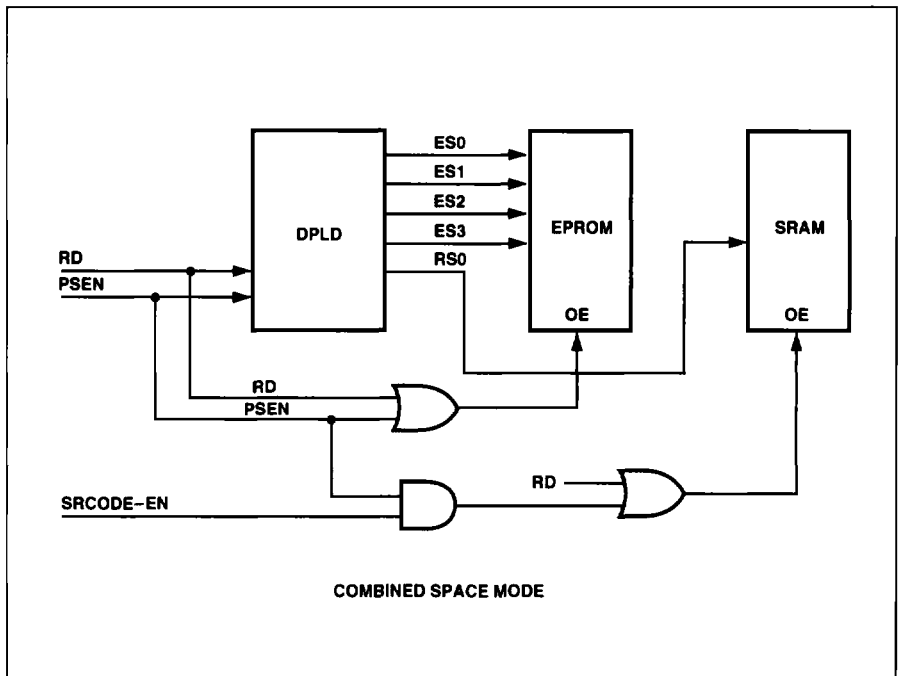 ES0
ES1
ES2
ES3
RS0
DPLD
EPROM
OE
SRAM
OE
RD
PSEN
RD
PSEN
SRCODE-EN
RD
COMBINED SPACE MODE